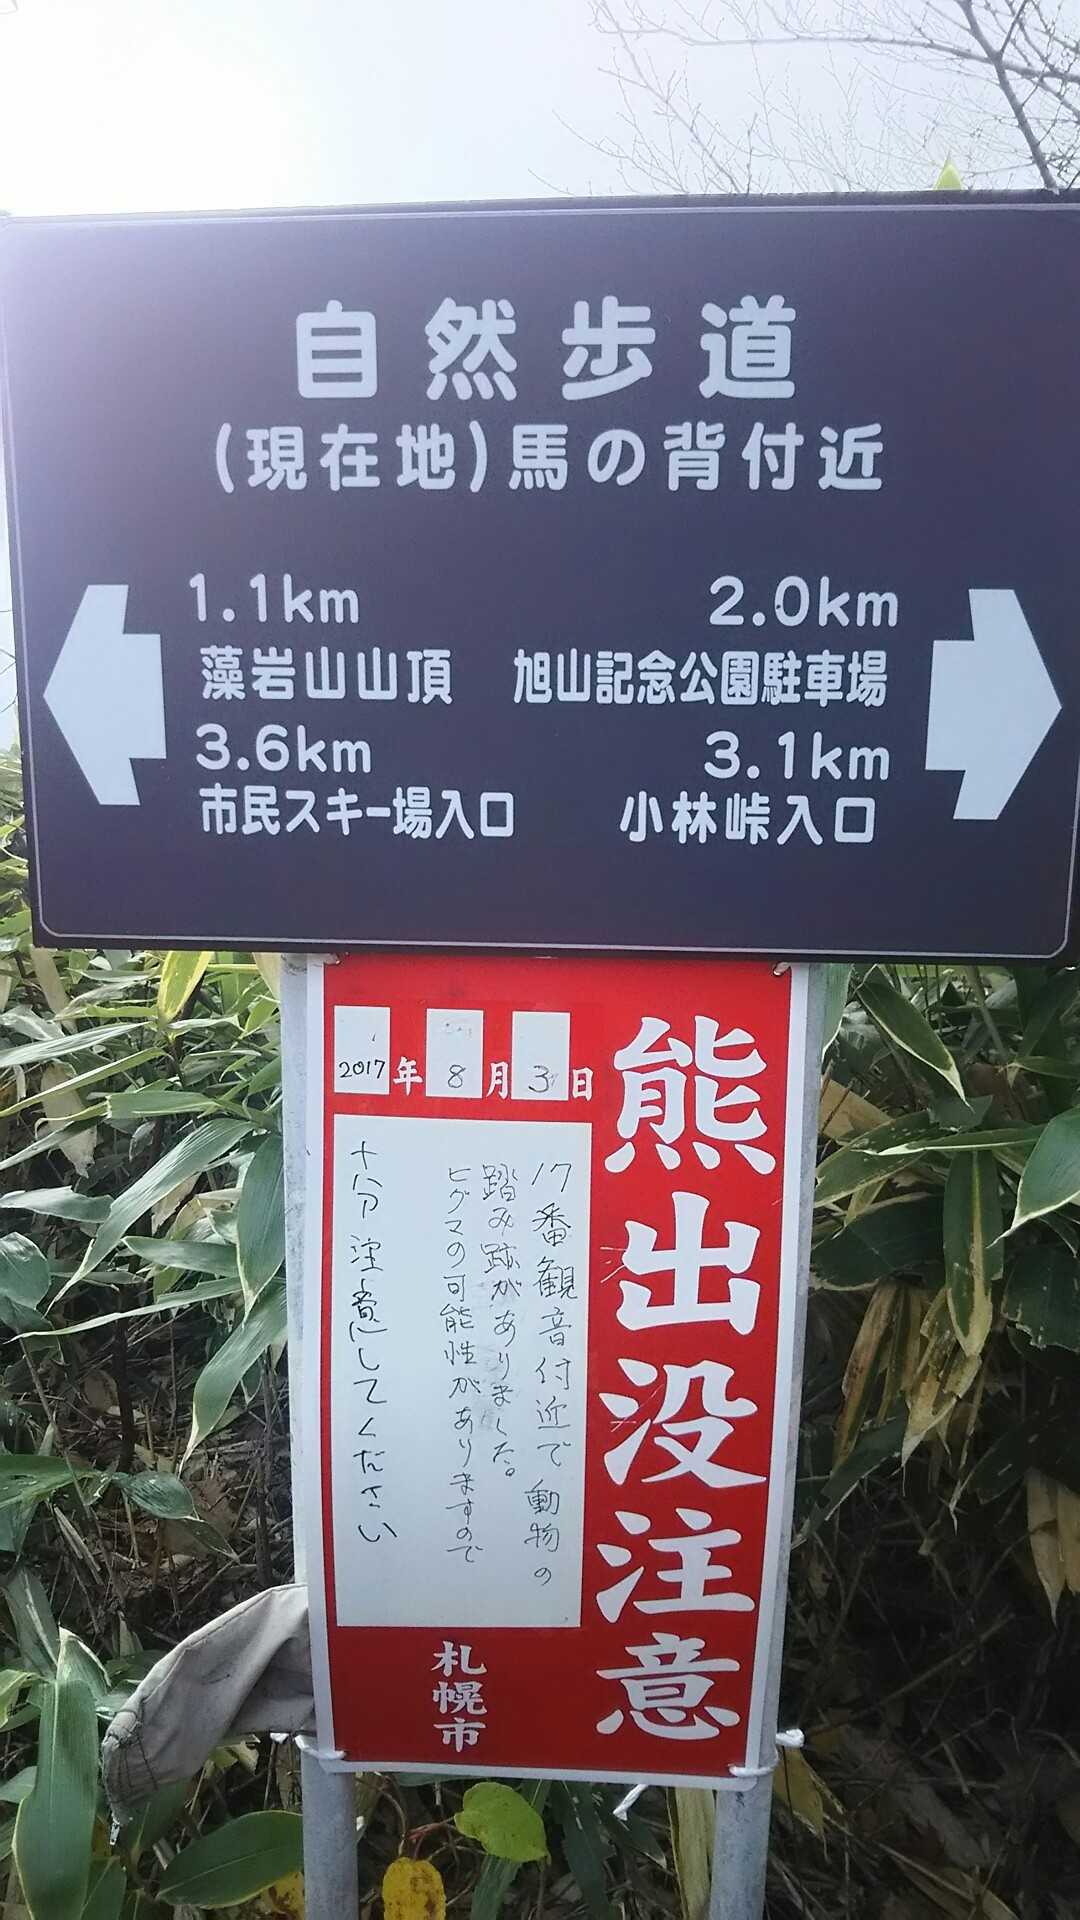 自然歩道
(現在地)馬の背付近
1.1km
藻岩山山頂
3.6km
市民スキー場入口
2.0km
旭山記念公園駐車場
3.1km
小林峠入口
熊出没注意
2017年8月3日
17番観音付近で動物の
踏み跡がありました。
ヒグマの可能性がありますので
十分注意してください
札幌市